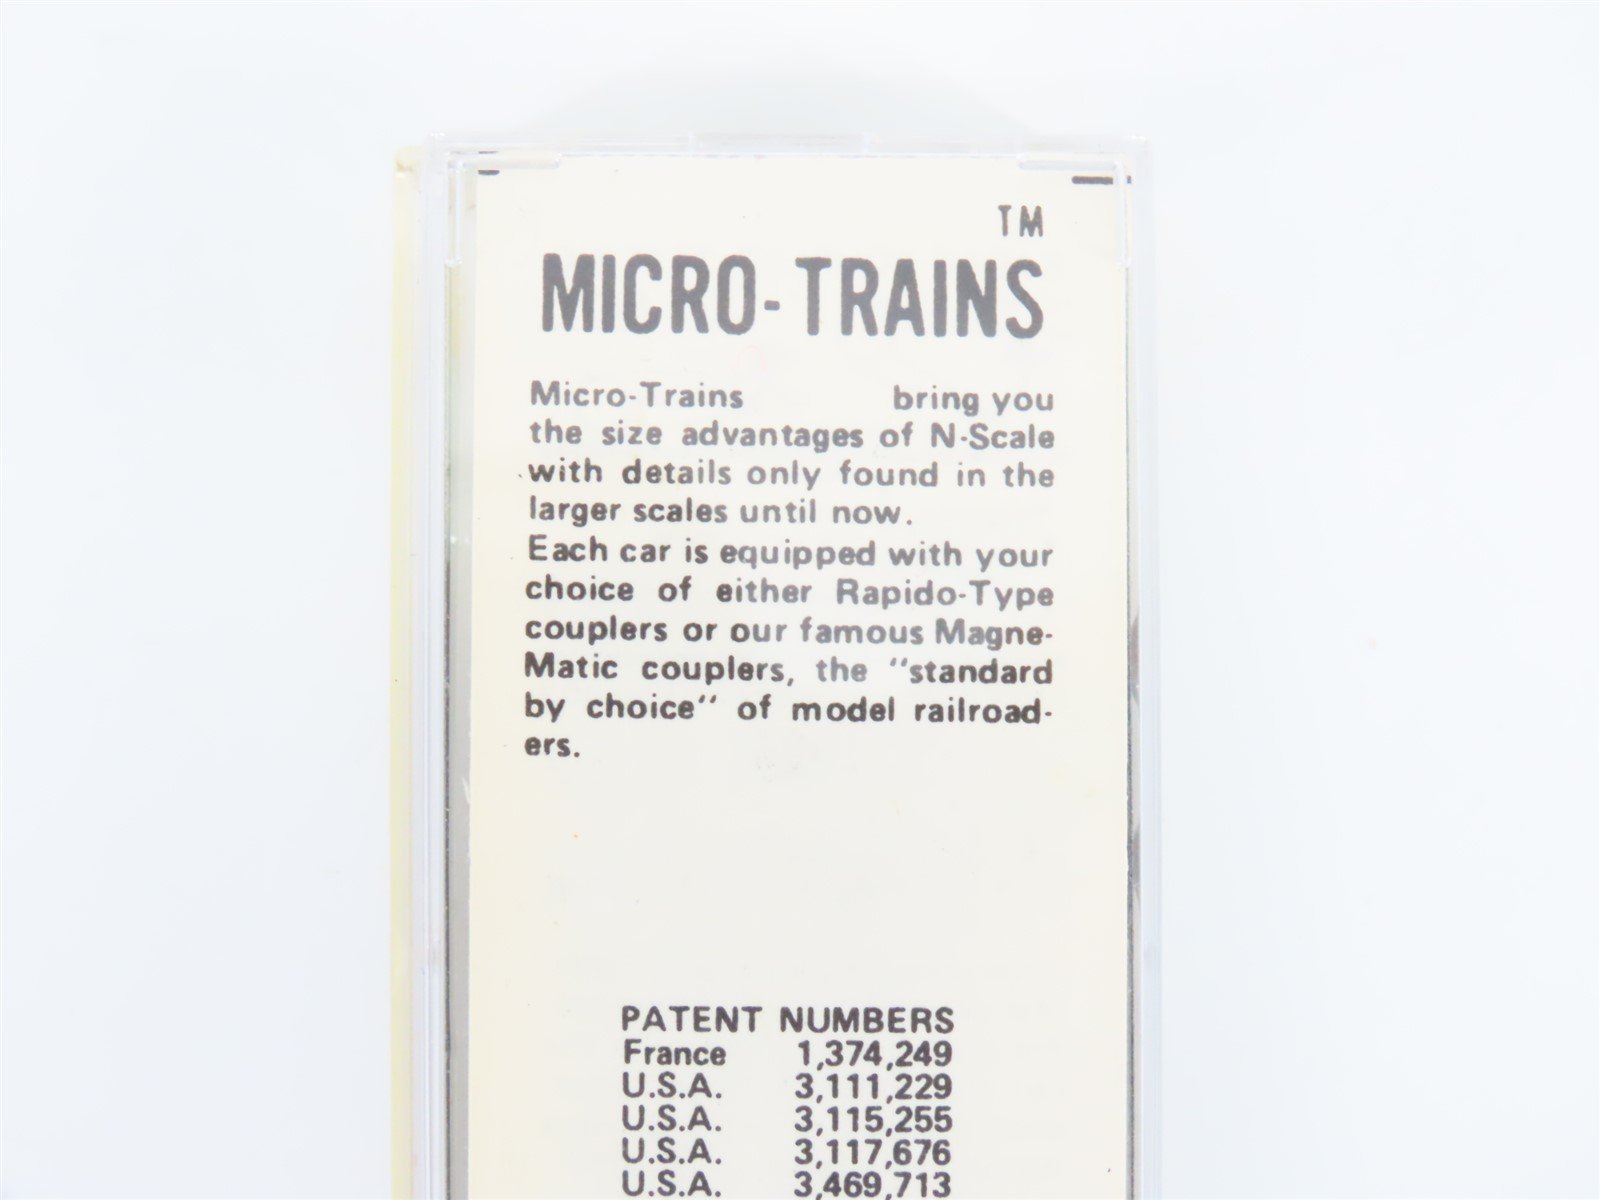 TM
MICRO-TRAINS
Micro-Trains bring you
the size advantages of N-Scale
with details only found in the
larger scales until now.
Each car is equipped with your
choice of either Rapido-Type
couplers or our famous Magne-
Matic couplers, the "standard
by choice" of model railroad-
ers.
PATENT NUMBERS
France 1,374,249
U.S.A. 3,111,229
U.S.A. 3,115,255
U.S.A. 3,117,676
U.S.A. 3,469,713